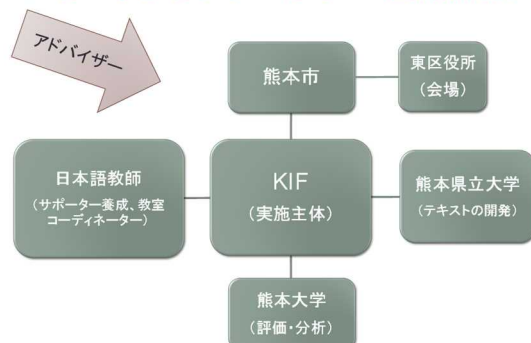 アドバイザー
熊本市
東区役所
(会場)
日本語教師
(サポーター養成、教室
コーディネーター)
KIF
(実施主体)
熊本県立大学
(テキストの開発)
熊本大学
(評価・分析)